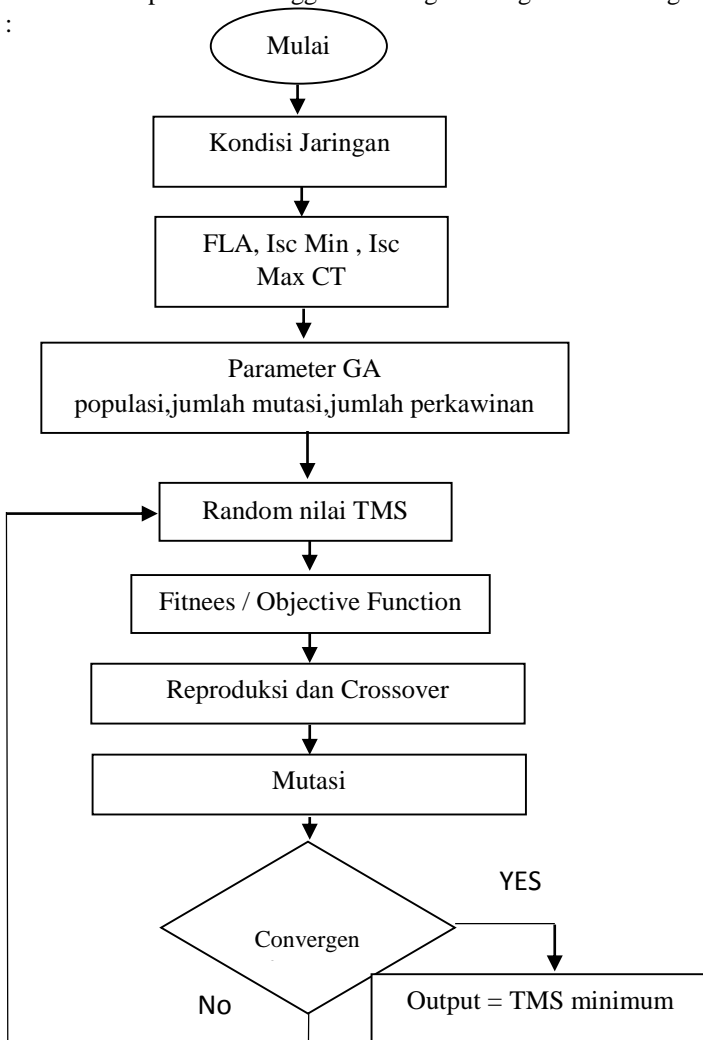 :
Mulai
Kondisi Jaringan
FLA, Isc Min , Isc
Max CT
Parameter GA
populasi,jumlah mutasi,jumlah perkawinan
Random nilai TMS
Fitnees / Objective Function
Reproduksi dan Crossover
Mutasi
Convergen
YES
No
Output = TMS minimum